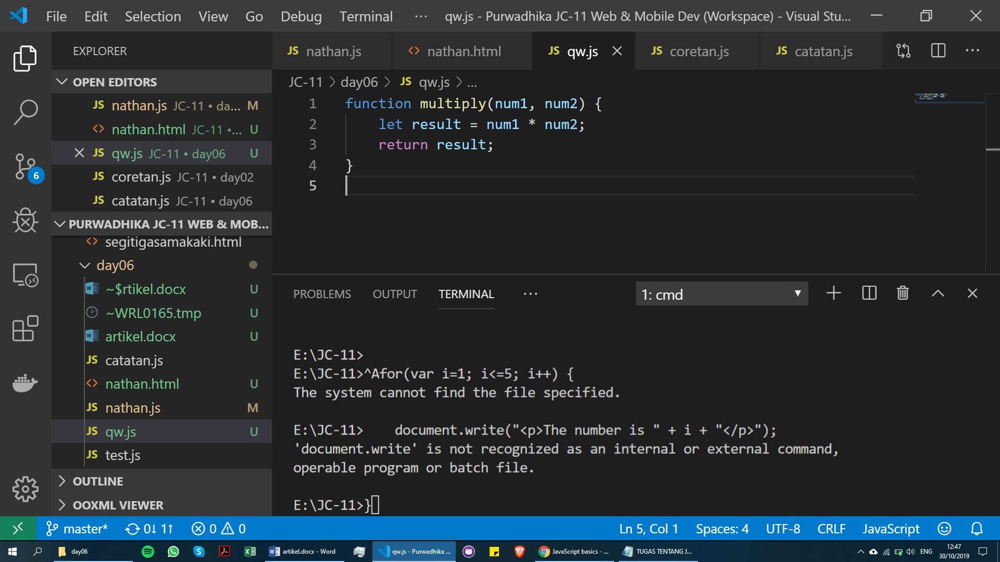 File Edit Selection View Go Debug Terminal ··· qw.js - Purwadhika JC-11 Web & Mobile Dev (Workspace) - Visual Stu...
EXPLORER
OPEN EDITORS
JS nathan.js JC-11 • da... M
<> nathan.html JC-11 •... U
JS qw.js JC-11 • day06 U
JS coretan.js JC-11 • day02
JS catatan.js JC-11 • day06
PURWADHIKA JC-11 WEB & MOB...
<> segitigasamakaki.html
day06
~$rtikel.docx U
~WRL0165.tmp U
artikel.docx U
JS catatan.js
<> nathan.html U
JS nathan.js M
JS qw.js U
JS test.js
OUTLINE
OOXML VIEWER
6
JS nathan.js <> nathan.html JS qw.js JS coretan.js JS catatan.js ···
JC-11 > day06 > JS qw.js > ...
1 function multiply(num1, num2) {
2 let result = num1 * num2;
3 return result;
4 }
5
PROBLEMS OUTPUT TERMINAL ··· 1: cmd
E:\JC-11>
E:\JC-11>^Afor(var i=1; i<=5; i++) {
The system cannot find the file specified.
E:\JC-11>    document.write("<p>The number is " + i + "</p>");
'document.write' is not recognized as an internal or external command,
operable program or batch file.
E:\JC-11>}
master* 0↓ 1↑ 0 0 Ln 5, Col 1 Spaces: 4 UTF-8 CRLF JavaScript
day06 artikel.docx - Word qw.js - Purwadhika ... JavaScript basics - ... TUGAS TENTANG J... ENG 12:47
30/10/2019